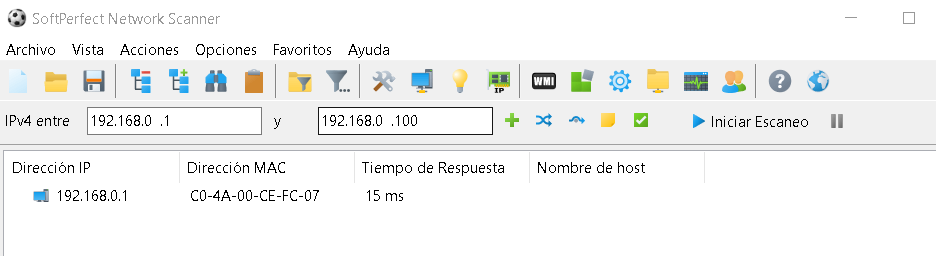 SoftPerfect Network Scanner
Archivo Vista Acciones Opciones Favoritos Ayuda
WMI IP
IPv4 entre 192.168.0 .1 y 192.168.0 .100 Iniciar Escaneo
Dirección IP Dirección MAC Tiempo de Respuesta Nombre de host
192.168.0.1 C0-4A-00-CE-FC-07 15 ms